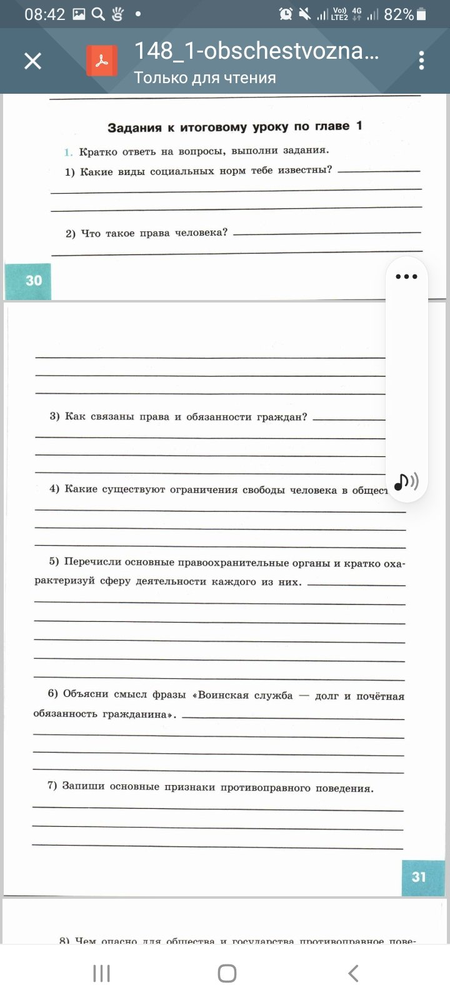 08:42
Vo) 4G 82%
LTE2
148_1-obschestvozna...
Только для чтения
Задания к итоговому уроку по главе 1
1. Кратко ответь на вопросы, выполни задания.
1) Какие виды социальных норм тебе известны?
2) Что такое права человека?
30
3) Как связаны права и обязанности граждан?
4) Какие существуют ограничения свободы человека в общест
5) Перечисли основные правоохранительные органы и кратко оха-
рактеризуй сферу деятельности каждого из них.
6) Объясни смысл фразы «Воинская служба — долг и почётная
обязанность гражданина».
7) Запиши основные признаки противоправного поведения.
31
8) Чем опасно для общества и государства противоправное пове-